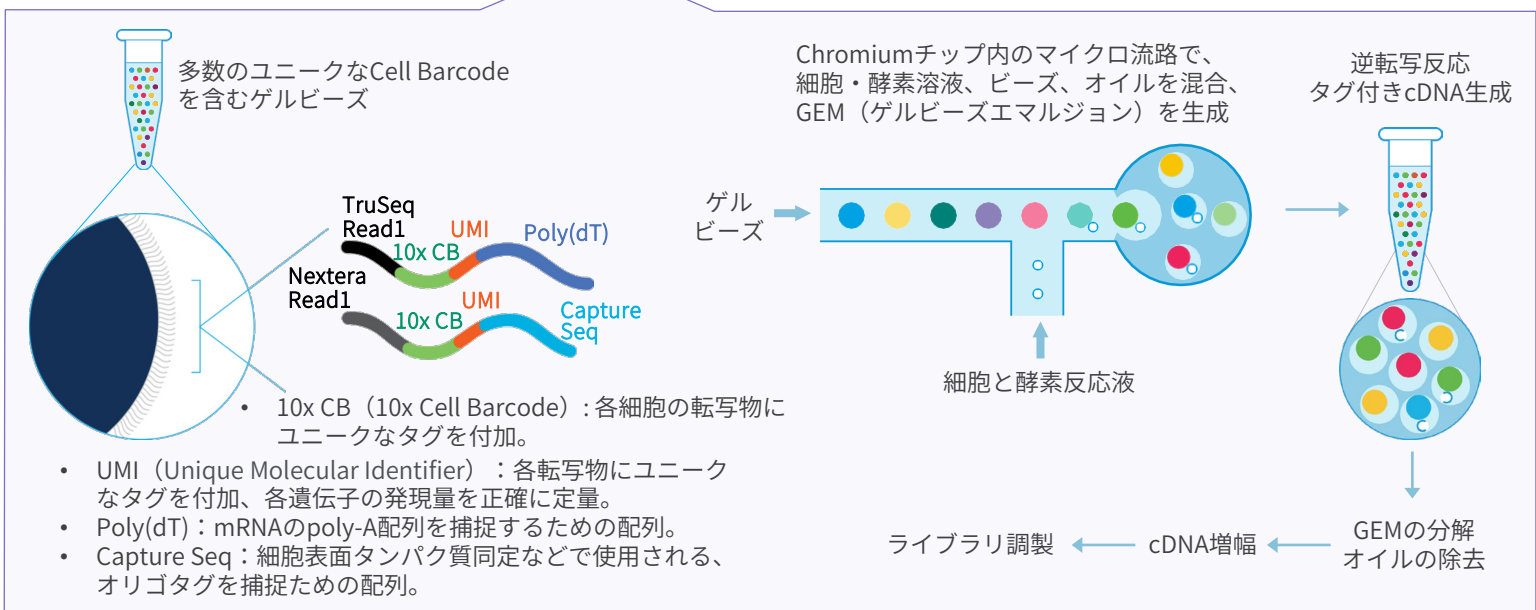 多数のユニークなCell Barcode
を含むゲルビーズ
TruSeq
Read1
10x CB
UMI
Poly(dT)
Nextera
Read1
10x CB
UMI
Capture
Seq
• 10x CB（10x Cell Barcode）: 各細胞の転写物に
ユニークなタグを付加。
• UMI（Unique Molecular Identifier）：各転写物にユニーク
なタグを付加、各遺伝子の発現量を正確に定量。
• Poly(dT)：mRNAのpoly-A配列を捕捉するための配列。
• Capture Seq：細胞表面タンパク質同定などで使用される、
オリゴタグを捕捉ための配列。
Chromiumチップ内のマイクロ流路で、
細胞・酵素溶液、ビーズ、オイルを混合、
GEM（ゲルビーズエマルジョン）を生成
ゲル
ビーズ
細胞と酵素反応液
逆転写反応
タグ付きcDNA生成
GEMの分解
オイルの除去
cDNA増幅
ライブラリ調製